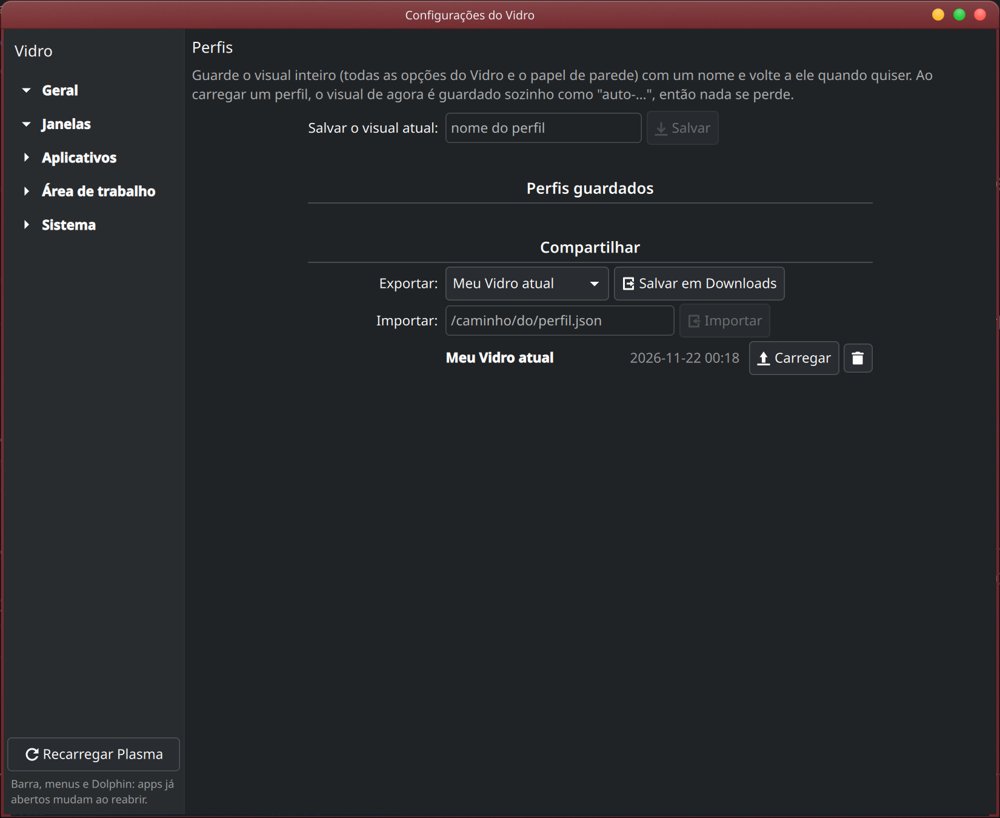 Configurações do Vidro
Vidro
Geral
Janelas
Aplicativos
Área de trabalho
Sistema
Recarregar Plasma
Barra, menus e Dolphin: apps já
abertos mudam ao reabrir.
Perfis
Guarde o visual inteiro (todas as opções do Vidro e o papel de parede) com um nome e volte a ele quando quiser. Ao
carregar um perfil, o visual de agora é guardado sozinho como "auto-...", então nada se perde.
Salvar o visual atual: nome do perfil Salvar
Perfis guardados
Compartilhar
Exportar: Meu Vidro atual Salvar em Downloads
Importar: /caminho/do/perfil.json Importar
Meu Vidro atual 2026-11-22 00:18 Carregar